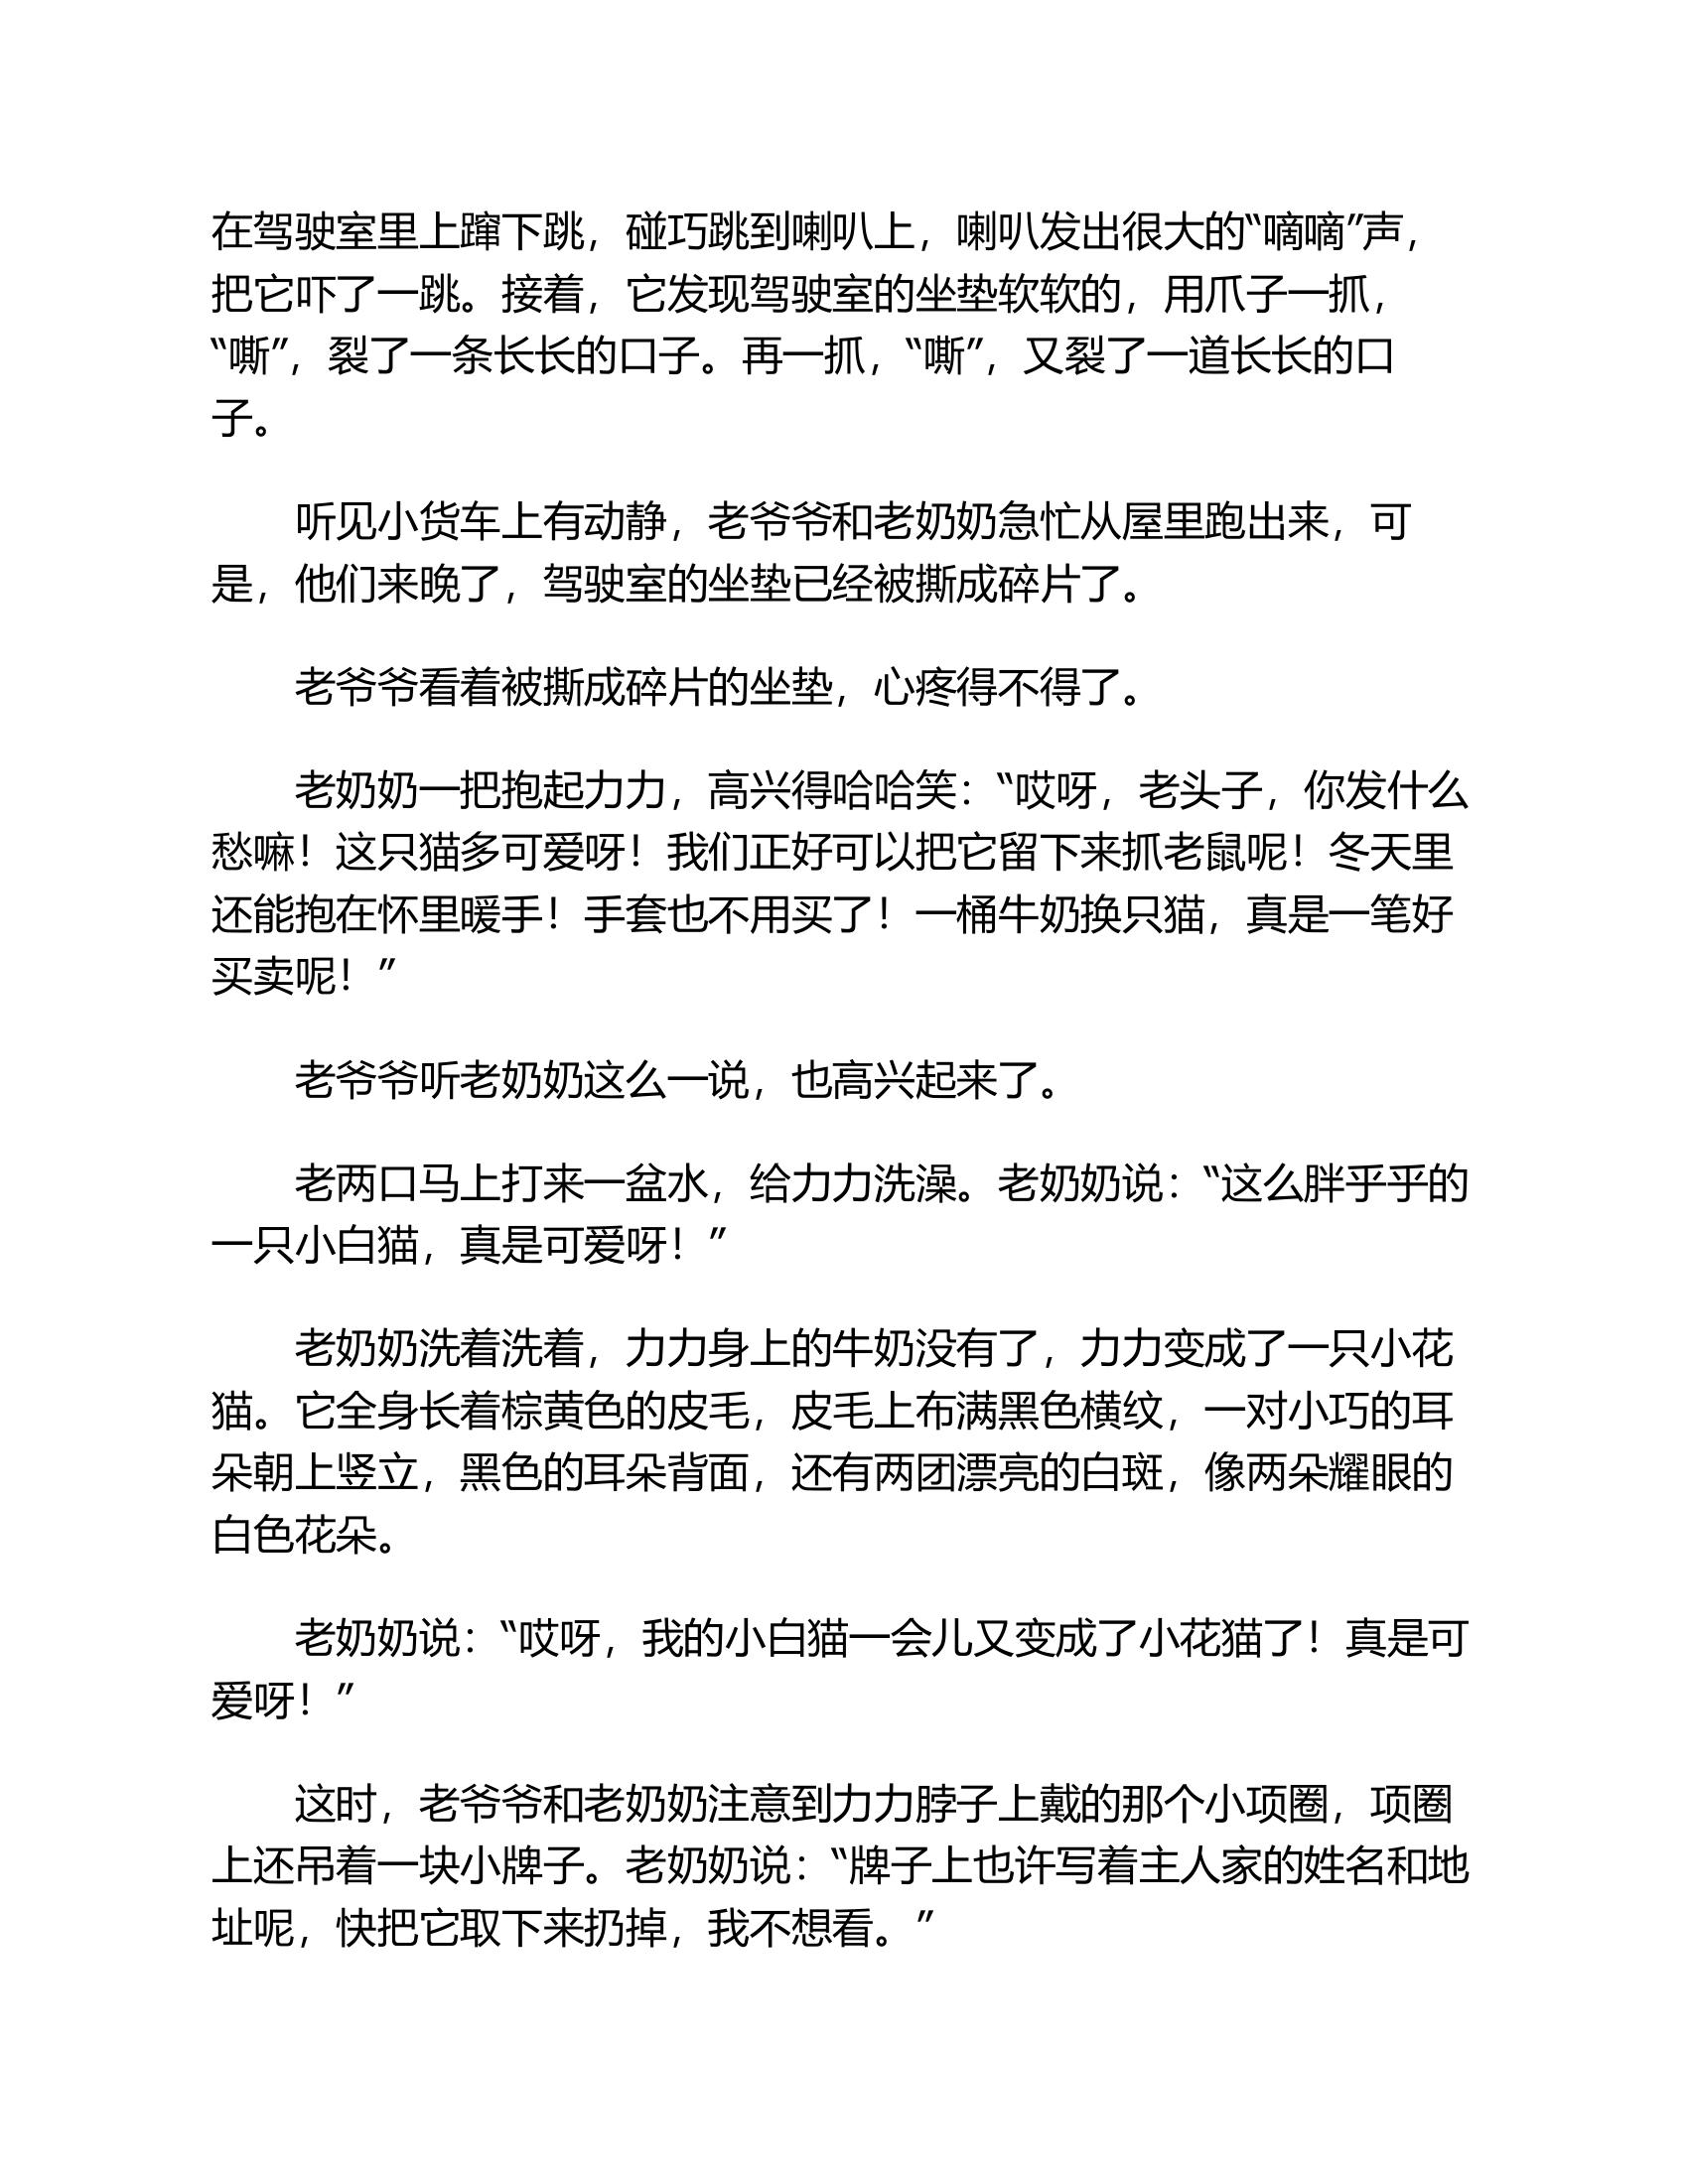 在驾驶室里上蹿下跳，碰巧跳到喇叭上，喇叭发出很大的“嘀嘀”声，
把它吓了一跳。接着，它发现驾驶室的坐垫软软的，用爪子一抓，
“嘶”，裂了一条长长的口子。再一抓，“嘶”，又裂了一道长长的口
子。
听见小货车上有动静，老爷爷和老奶奶急忙从屋里跑出来，可
是，他们来晚了，驾驶室的坐垫已经被撕成碎片了。
老爷爷看着被撕成碎片的坐垫，心疼得不得了。
老奶奶一把抱起力力，高兴得哈哈笑：“哎呀，老头子，你发什么
愁嘛！这只猫多可爱呀！我们正好可以把它留下来抓老鼠呢！冬天里
还能抱在怀里暖手！手套也不用买了！一桶牛奶换只猫，真是一笔好
买卖呢！”
老爷爷听老奶奶这么一说，也高兴起来了。
老两口马上打来一盆水，给力力洗澡。老奶奶说：“这么胖乎乎的
一只小白猫，真是可爱呀！”
老奶奶洗着洗着，力力身上的牛奶没有了，力力变成了一只小花
猫。它全身长着棕黄色的皮毛，皮毛上布满黑色横纹，一对小巧的耳
朵朝上竖立，黑色的耳朵背面，还有两团漂亮的白斑，像两朵耀眼的
白色花朵。
老奶奶说：“哎呀，我的小白猫一会儿又变成了小花猫了！真是可
爱呀！”
这时，老爷爷和老奶奶注意到力力脖子上戴的那个小项圈，项圈
上还吊着一块小牌子。老奶奶说：“牌子上也许写着主人家的姓名和地
址呢，快把它取下来扔掉，我不想看。”